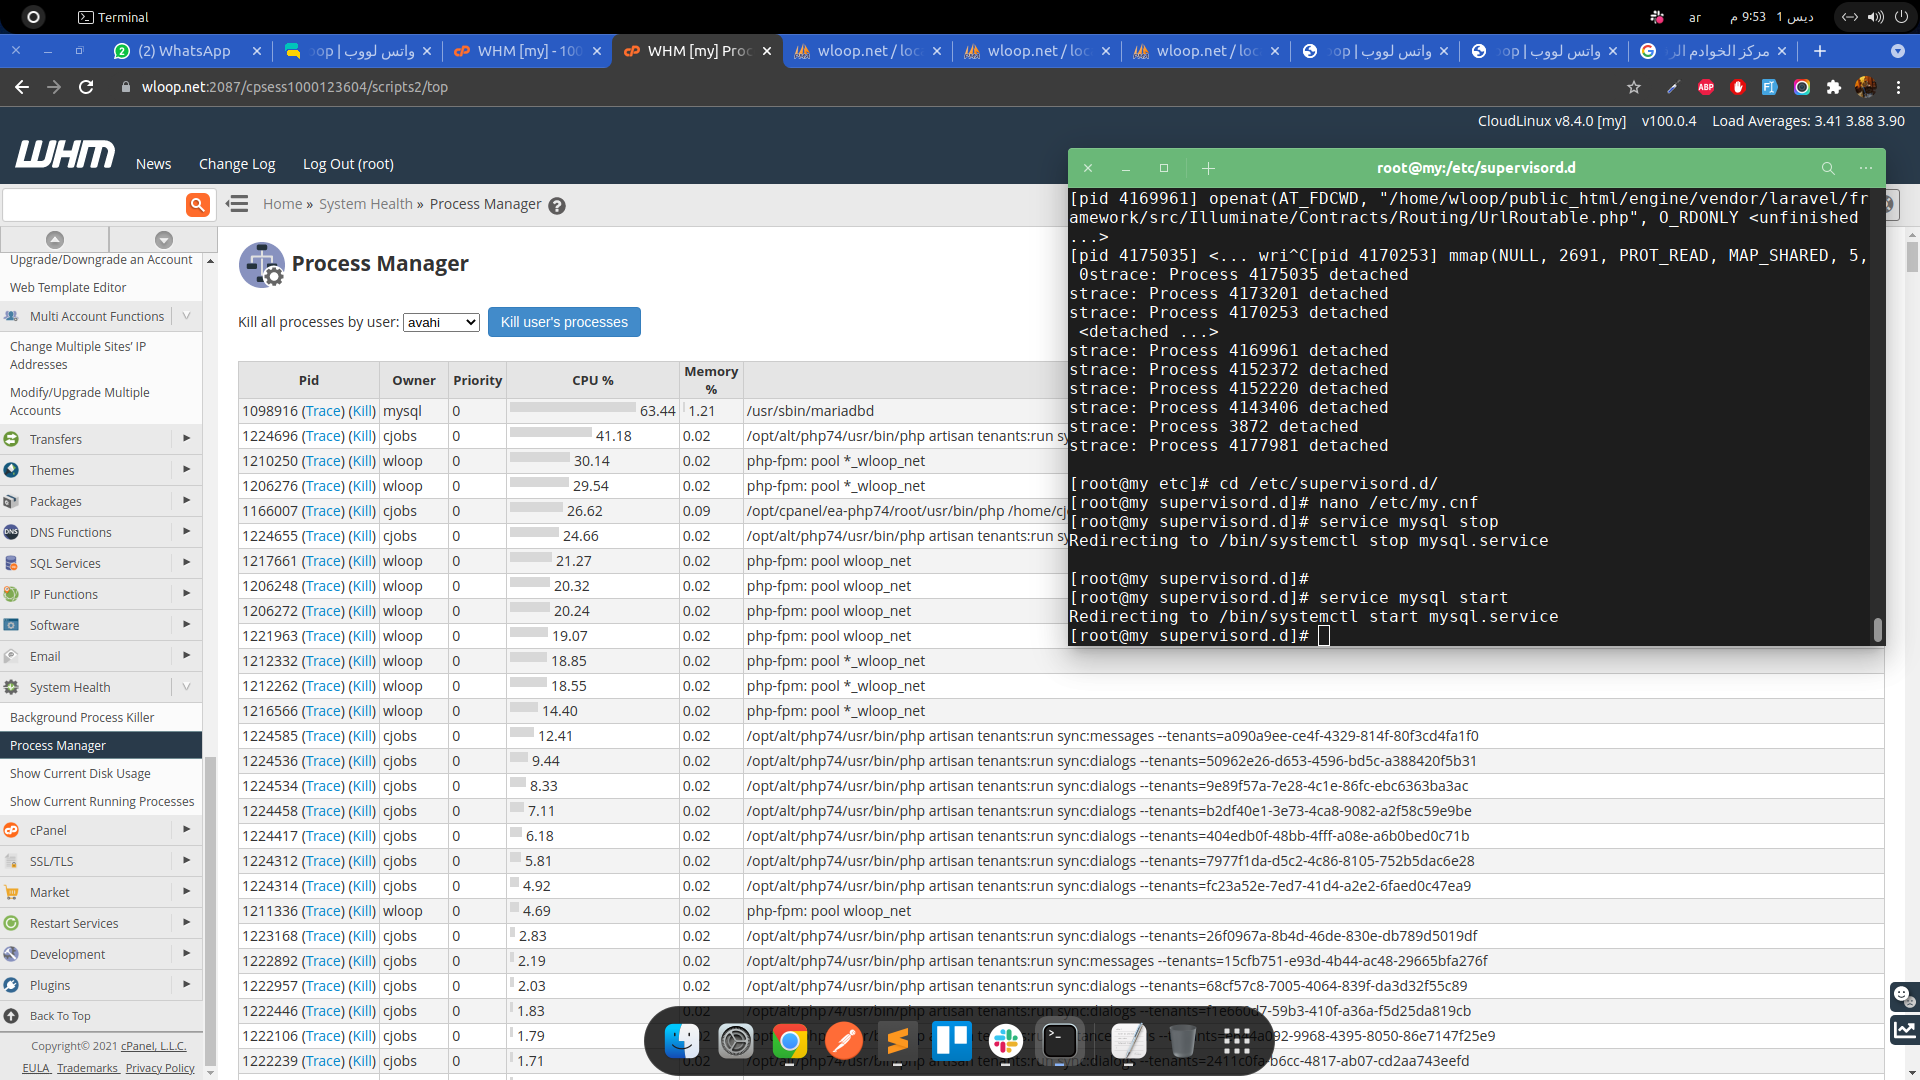 Terminal
ar
م 9:53 ديس 1
(2) WhatsApp
واتس لووب | oop
WHM [my] - 100
WHM [my] Proc
wloop.net / loc
wloop.net / loc
wloop.net / loc
واتس لووب | oop
واتس لووب | oop
مركز الخوادم الر
wloop.net:2087/cpsess1000123604/scripts2/top
CloudLinux v8.4.0 [my] v100.0.4 Load Averages: 3.41 3.88 3.90
WHM
News
Change Log
Log Out (root)
Home » System Health » Process Manager
Upgrade/Downgrade an Account
Web Template Editor
Multi Account Functions
Change Multiple Sites’ IP
Addresses
Modify/Upgrade Multiple
Accounts
Transfers
Themes
Packages
DNS Functions
SQL Services
IP Functions
Software
Email
System Health
Background Process Killer
Process Manager
Show Current Disk Usage
Show Current Running Processes
cPanel
SSL/TLS
Market
Restart Services
Development
Plugins
Back To Top
Copyright© 2021 cPanel, L.L.C.
EULA Trademarks Privacy Policy
Process Manager
Kill all processes by user: avahi Kill user's processes
Pid Owner Priority CPU % Memory %
1098916 (Trace) (Kill) mysql 0 63.44 1.21 /usr/sbin/mariadbd
1224696 (Trace) (Kill) cjobs 0 41.18 0.02 /opt/alt/php74/usr/bin/php artisan tenants:run sy
1210250 (Trace) (Kill) wloop 0 30.14 0.02 php-fpm: pool *_wloop_net
1206276 (Trace) (Kill) wloop 0 29.54 0.02 php-fpm: pool *_wloop_net
1166007 (Trace) (Kill) cjobs 0 26.62 0.09 /opt/cpanel/ea-php74/root/usr/bin/php /home/cj
1224655 (Trace) (Kill) cjobs 0 24.66 0.02 /opt/alt/php74/usr/bin/php artisan tenants:run sy
1217661 (Trace) (Kill) wloop 0 21.27 0.02 php-fpm: pool wloop_net
1206248 (Trace) (Kill) wloop 0 20.32 0.02 php-fpm: pool wloop_net
1206272 (Trace) (Kill) wloop 0 20.24 0.02 php-fpm: pool wloop_net
1221963 (Trace) (Kill) wloop 0 19.07 0.02 php-fpm: pool wloop_net
1212332 (Trace) (Kill) wloop 0 18.85 0.02 php-fpm: pool *_wloop_net
1212262 (Trace) (Kill) wloop 0 18.55 0.02 php-fpm: pool *_wloop_net
1216566 (Trace) (Kill) wloop 0 14.40 0.02 php-fpm: pool *_wloop_net
1224585 (Trace) (Kill) cjobs 0 12.41 0.02 /opt/alt/php74/usr/bin/php artisan tenants:run sync:messages --tenants=a090a9ee-ce4f-4329-814f-80f3cd4fa1f0
1224536 (Trace) (Kill) cjobs 0 9.44 0.02 /opt/alt/php74/usr/bin/php artisan tenants:run sync:dialogs --tenants=50962e26-d653-4596-bd5c-a388420f5b31
1224534 (Trace) (Kill) cjobs 0 8.33 0.02 /opt/alt/php74/usr/bin/php artisan tenants:run sync:dialogs --tenants=9e89f57a-7e28-4c1e-86fc-ebc6363ba3ac
1224458 (Trace) (Kill) cjobs 0 7.11 0.02 /opt/alt/php74/usr/bin/php artisan tenants:run sync:dialogs --tenants=b2df40e1-3e73-4ca8-9082-a2f58c59e9be
1224417 (Trace) (Kill) cjobs 0 6.18 0.02 /opt/alt/php74/usr/bin/php artisan tenants:run sync:dialogs --tenants=404edb0f-48bb-4fff-a08e-a6b0bed0c71b
1224312 (Trace) (Kill) cjobs 0 5.81 0.02 /opt/alt/php74/usr/bin/php artisan tenants:run sync:dialogs --tenants=7977f1da-d5c2-4c86-8105-752b5dac6e28
1224314 (Trace) (Kill) cjobs 0 4.92 0.02 /opt/alt/php74/usr/bin/php artisan tenants:run sync:dialogs --tenants=fc23a52e-7ed7-41d4-a2e2-6faed0c47ea9
1211336 (Trace) (Kill) wloop 0 4.69 0.02 php-fpm: pool wloop_net
1223168 (Trace) (Kill) cjobs 0 2.83 0.02 /opt/alt/php74/usr/bin/php artisan tenants:run sync:dialogs --tenants=26f0967a-8b4d-46de-830e-db789d5019df
1222892 (Trace) (Kill) cjobs 0 2.19 0.02 /opt/alt/php74/usr/bin/php artisan tenants:run sync:messages --tenants=15cfb751-e93d-4b44-ac48-29665bfa276f
1222957 (Trace) (Kill) cjobs 0 2.03 0.02 /opt/alt/php74/usr/bin/php artisan tenants:run sync:dialogs --tenants=68cf57c8-7005-4064-839f-da3d32f55c89
1222446 (Trace) (Kill) cjobs 0 1.83
1222106 (Trace) (Kill) cjobs 0 1.79
1222239 (Trace) (Kill) cjobs 0 1.71
root@my:/etc/supervisord.d
[pid 4169961] openat(AT_FDCWD, "/home/wloop/public_html/engine/vendor/laravel/fr
amework/src/Illuminate/Contracts/Routing/UrlRoutable.php", O_RDONLY <unfinished
...>
[pid 4175035] <... wri^C[pid 4170253] mmap(NULL, 2691, PROT_READ, MAP_SHARED, 5,
0strace: Process 4175035 detached
strace: Process 4173201 detached
strace: Process 4170253 detached
<detached ...>
strace: Process 4169961 detached
strace: Process 4152372 detached
strace: Process 4152220 detached
strace: Process 4143406 detached
strace: Process 3872 detached
strace: Process 4177981 detached
[root@my etc]# cd /etc/supervisord.d/
[root@my supervisord.d]# nano /etc/my.cnf
[root@my supervisord.d]# service mysql stop
Redirecting to /bin/systemctl stop mysql.service
[root@my supervisord.d]#
[root@my supervisord.d]# service mysql start
Redirecting to /bin/systemctl start mysql.service
[root@my supervisord.d]#